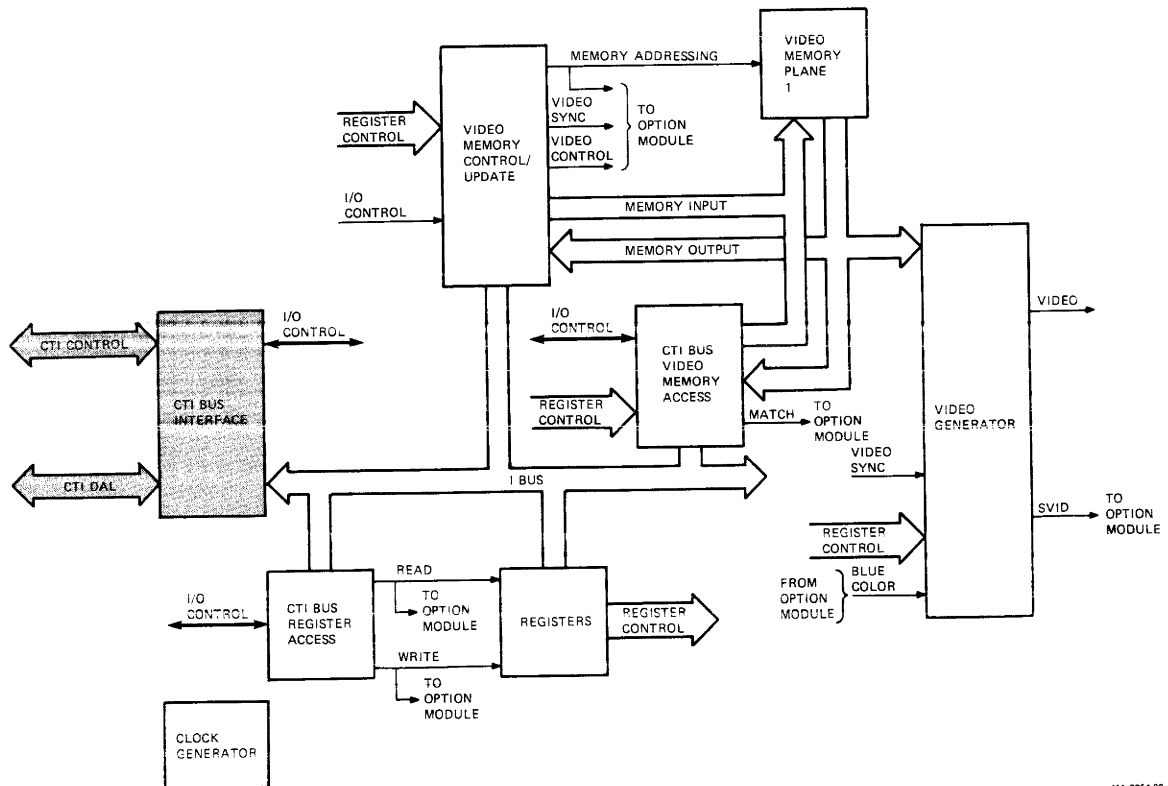 VIDEO
MEMORY
PLANE
1
MEMORY ADDRESSING
VIDEO
SYNC
VIDEO
CONTROL
TO
OPTION
MODULE
REGISTER
CONTROL
VIDEO
MEMORY
CONTROL/
UPDATE
I/O
CONTROL
MEMORY INPUT
MEMORY OUTPUT
CTI CONTROL
I/O
CONTROL
CTI BUS
INTERFACE
CTI DAL
I/O
CONTROL
CTI BUS
VIDEO
MEMORY
ACCESS
REGISTER
CONTROL
MATCH
TO
OPTION
MODULE
VIDEO
VIDEO
GENERATOR
VIDEO
SYNC
SVID
TO
OPTION
MODULE
REGISTER
CONTROL
FROM
OPTION
MODULE
BLUE
COLOR
I BUS
I/O
CONTROL
CTI BUS
REGISTER
ACCESS
READ
TO
OPTION
MODULE
WRITE
TO
OPTION
MODULE
REGISTERS
REGISTER
CONTROL
CLOCK
GENERATOR